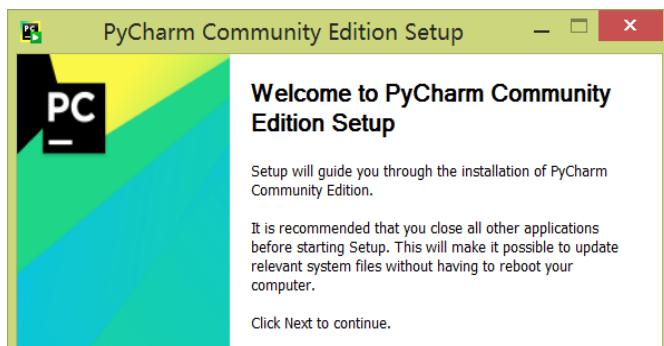 PyCharm Community Edition Setup
PC
Welcome to PyCharm Community
Edition Setup
Setup will guide you through the installation of PyCharm
Community Edition.
It is recommended that you close all other applications
before starting Setup. This will make it possible to update
relevant system files without having to reboot your
computer.
Click Next to continue.